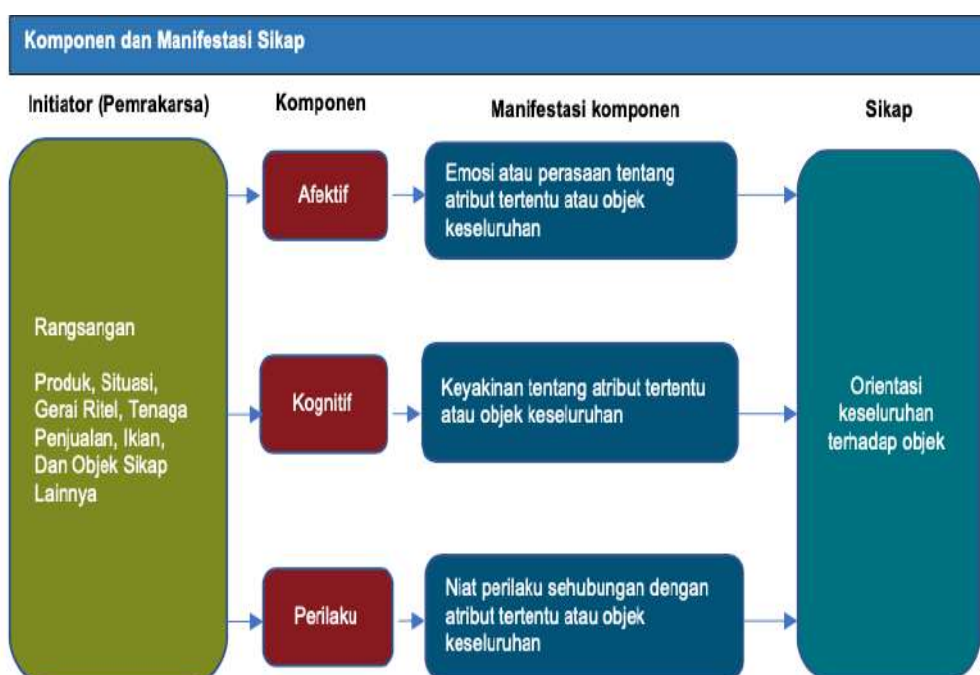 Komponen dan Manifestasi Sikap
Initiator (Pemrakarsa)
Komponen
Manifestasi komponen
Sikap
Rangsangan
Produk, Situasi,
Gerai Ritel, Tenaga
Penjualan, Iklan,
Dan Objek Sikap
Lainnya
Afektif
Emosi atau perasaan tentang
atribut tertentu atau objek
keseluruhan
Kognitif
Keyakinan tentang atribut tertentu
atau objek keseluruhan
Perilaku
Niat perilaku sehubungan dengan
atribut tertentu atau objek
keseluruhan
Orientasi
keseluruhan
terhadap objek